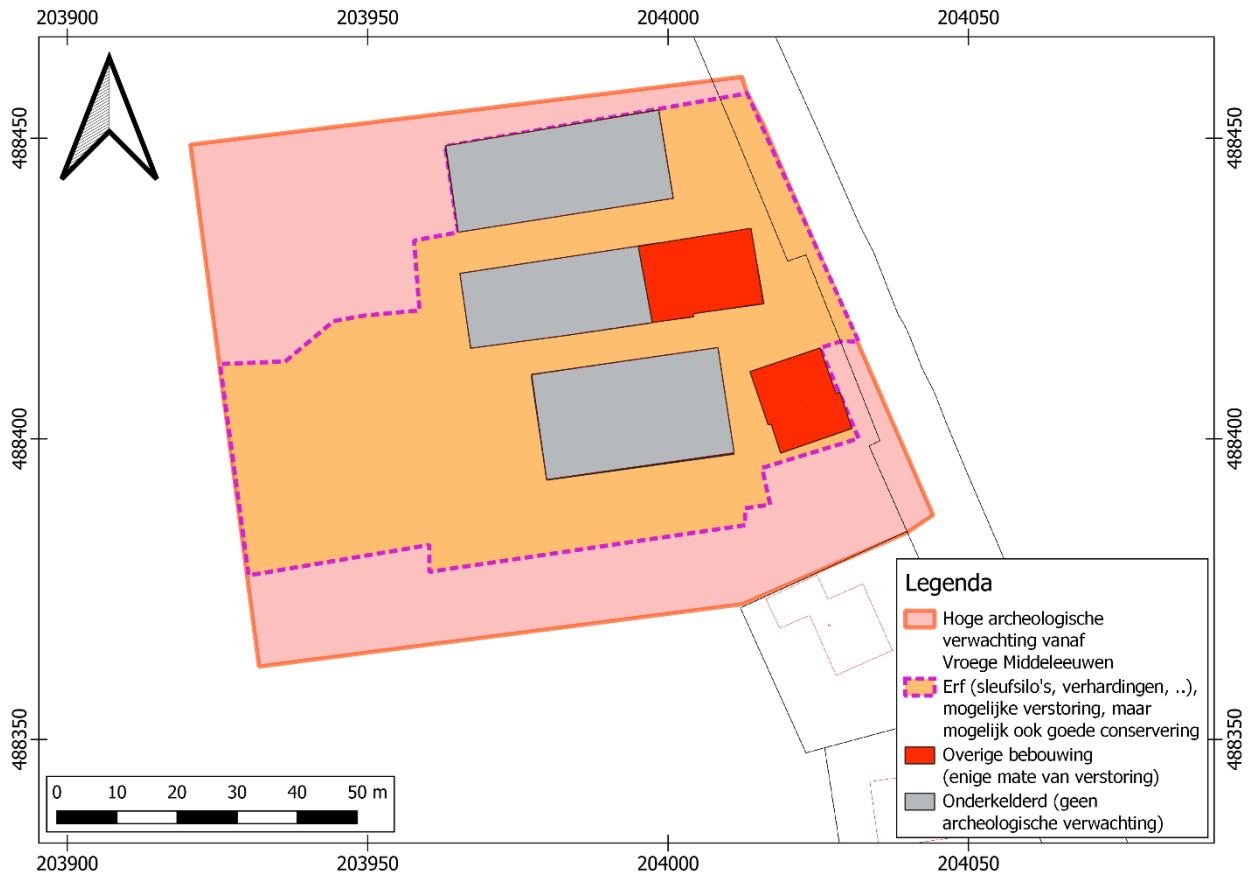 203900 203950 204000 204050
488450 488450
488400 488400
488350 488350
Legenda
Hoge archeologische
verwachting vanaf
Vroege Middeleeuwen
Erf (sleufsilo's, verhardingen, ..),
mogelijke verstoring, maar
mogelijk ook goede conservering
Overige bebouwing
(enige mate van verstoring)
Onderkelderd (geen
archeologische verwachting)
0 10 20 30 40 50 m
203900 203950 204000 204050